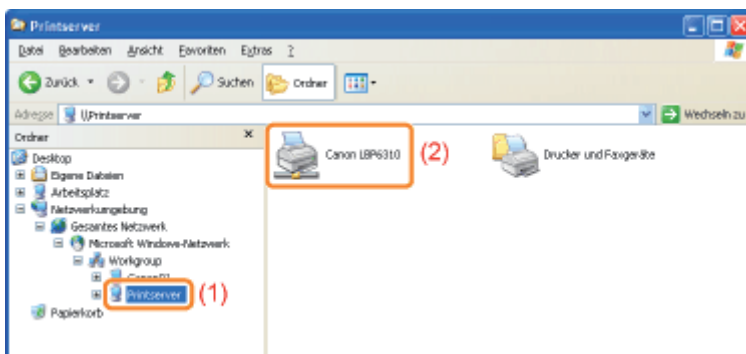 Printserver
Datei Bearbeiten Ansicht Favoriten Extras ?
Zurück Suchen Ordner
Adresse \\Printserver Wechseln zu
Ordner x
Desktop
Eigene Dateien
Arbeitsplatz
Netzwerkumgebung
Gesamtes Netzwerk
Microsoft Windows-Netzwerk
Workgroup
Canon01
Printserver (1)
Papierkorb
Canon LBP6310 (2)
Drucker und Faxgeräte